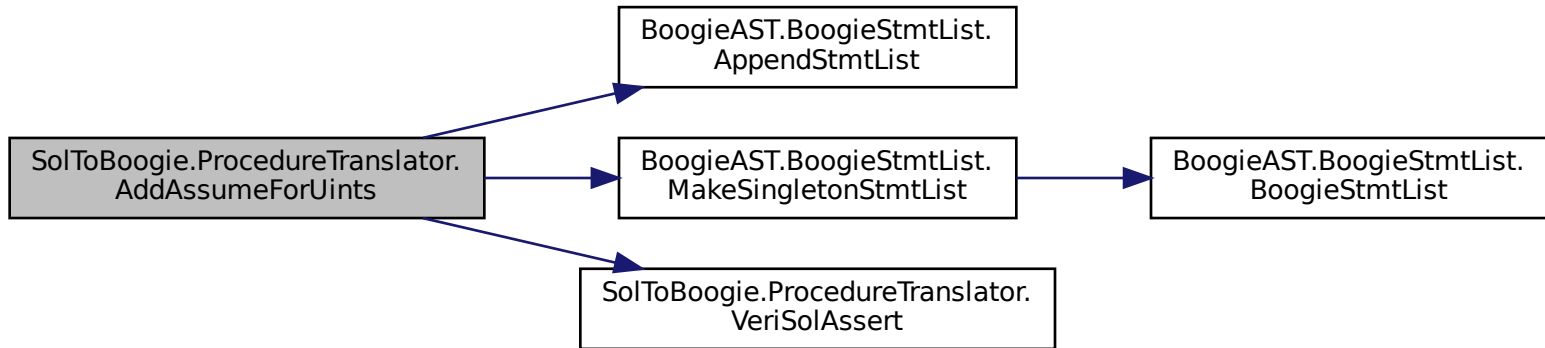 BoogieAST.BoogieStmtList.
AppendStmtList
SolToBoogie.ProcedureTranslator.
AddAssumeForUints
BoogieAST.BoogieStmtList.
MakeSingletonStmtList
BoogieAST.BoogieStmtList.
BoogieStmtList
SolToBoogie.ProcedureTranslator.
VeriSolAssert